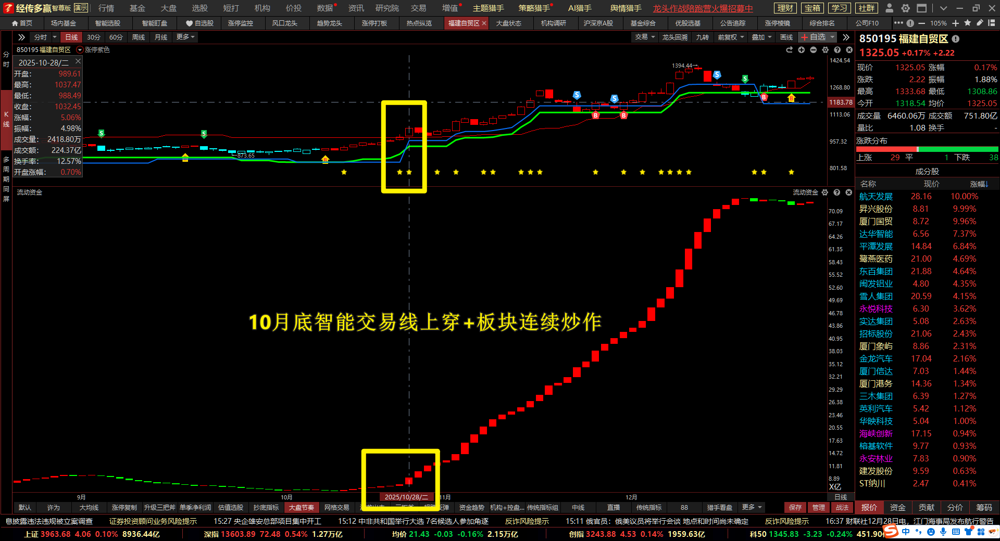 经传多赢 智尊版 演示 行情 基金 大盘 选股 短打 机构 价投 数据 资讯 研究院 交易 增值 主题猎手 策略猎手 AI猎手 舆情猎手 龙头作战陪跑营火爆招募中 理财 宝箱 学习 社群
首页 场内基金 智能选股 智能盯盘 自选股 涨停监控 风口龙头 趋势龙头 涨停打板 热点纵览 福建自贸区 大盘状态 机构调研 沪深京A股 基金综合 优股选基 公告追踪 涨停棱镜 综合排名 公司F10 105%
分时 日线 30分 60分 周线 月线 更多 交易 龙头回溯 九转 前复权 叠加 画线 自选
850195 福建自贸区 涨停紫色
分时
K线
多周期同屏
2025-10-28/二
开盘: 989.61
最高: 1037.47
最低: 988.49
收盘: 1032.45
涨幅: 5.06%
振幅: 4.98%
成交量: 2418.80万
成交额: 224.37亿
换手率: 12.57%
开盘涨幅: 0.70%
S
S
B
873.65
S
B
S
B
1394.44
S
S
B
B
1424.54
1268.80
1183.78
1113.06
957.32
801.58
流动资金
流动资金
70.09
67.17
64.26
61.35
58.43
55.52
52.60
49.69
46.78
43.86
40.95
38.03
35.12
32.21
29.29
26.38
23.46
20.55
17.63
14.72
11.81
8.89
X亿
10月底智能交易线上穿+板块连续炒作
9月 10月 2025/10/28/二 11月 12月 日线
默认 许为 大均线 涨停复制 升级三把斧 单季净利润 估值选股 抄底指标 大盘节奏 网格交易 资金趋势 机构+控盘... 传统指标组 中线 直播 传统指标 88 猎手看盘 更多 保存 管理 战法
850195 福建自贸区
1325.05 +0.17% +2.22
现价 1325.05 涨幅 0.17%
涨跌 2.22 振幅 1.88%
最高 1333.68 最低 1308.86
今开 1318.54 均价 1325.05
成交量 6460.06万 成交额 751.80亿
量比 1.08 换手 -
涨跌分布
上涨 29 平 1 下跌 38
成分股
名称 现价 涨幅↓
航天发展 28.16 10.00%
昇兴股份 8.81 9.99%
厦门国贸 8.72 9.96%
达华智能 6.56 7.37%
平潭发展 14.84 6.84%
鹭燕医药 21.00 4.69%
东百集团 21.88 4.64%
闽发铝业 4.80 4.35%
雪人集团 20.59 4.15%
永悦科技 6.30 3.62%
实达集团 5.08 2.63%
招标股份 21.06 2.43%
厦门象屿 8.86 2.31%
金龙汽车 17.04 2.16%
厦门信达 7.03 1.44%
厦门港务 14.36 1.34%
三木集团 6.39 1.27%
英利汽车 5.42 1.12%
华映科技 5.04 1.00%
海峡创新 17.15 0.94%
榕基软件 9.77 0.93%
永安林业 7.83 0.90%
建发股份 9.59 0.63%
ST纳川 2.47 0.41%
报价 资金 贡献 分价 筹码
息披露违法违规被立案调查 证券投资顾问业务风险提示 15:27 央企雄安总部项目集中开工 15:12 中非共和国举行大选 7名候选人参加角逐 反诈风险提示 15:11 俄官员：俄美议员将举行会谈 地点和时间尚未确定 反诈风险提示 16:37 财联社12月28日电，江门海事局发布航行警告
上证 3963.68 4.06 0.10% 8936.44亿 深指 13603.89 72.48 0.54% 1.27万亿 均价 21.43 -0.03 -0.16% 2.15万亿 创指 3243.88 4.53 0.14% 1959.63亿 科50 1345.83 -3.23 -0.24% 451.90 中